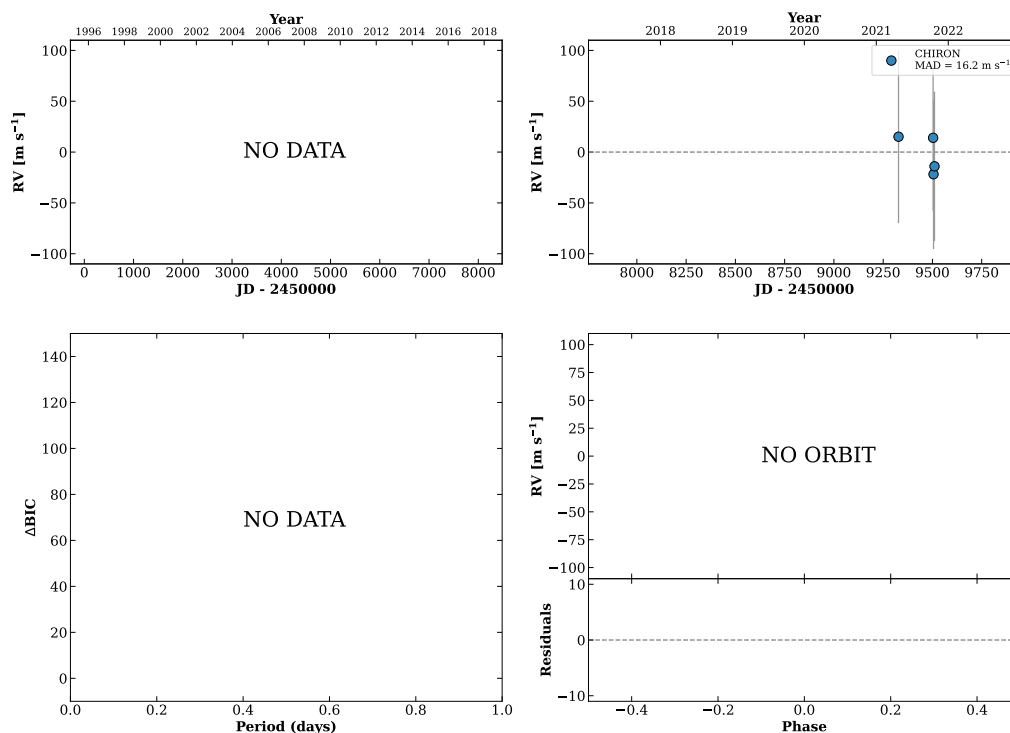 Year
1996 1998 2000 2002 2004 2006 2008 2010 2012 2014 2016 2018
100
50
0
−50
−100
RV [m s⁻¹]
NO DATA
0 1000 2000 3000 4000 5000 6000 7000 8000
JD - 2450000
Year
2018 2019 2020 2021 2022
100
50
0
−50
−100
RV [m s⁻¹]
CHIRON
MAD = 16.2 m s⁻¹
8000 8250 8500 8750 9000 9250 9500 9750
JD - 2450000
140
120
100
80
60
40
20
0
ΔBIC
NO DATA
0.0 0.2 0.4 0.6 0.8 1.0
Period (days)
100
75
50
25
0
−25
−50
−75
−100
RV [m s⁻¹]
NO ORBIT
10
0
−10
Residuals
−0.4 −0.2 0.0 0.2 0.4
Phase